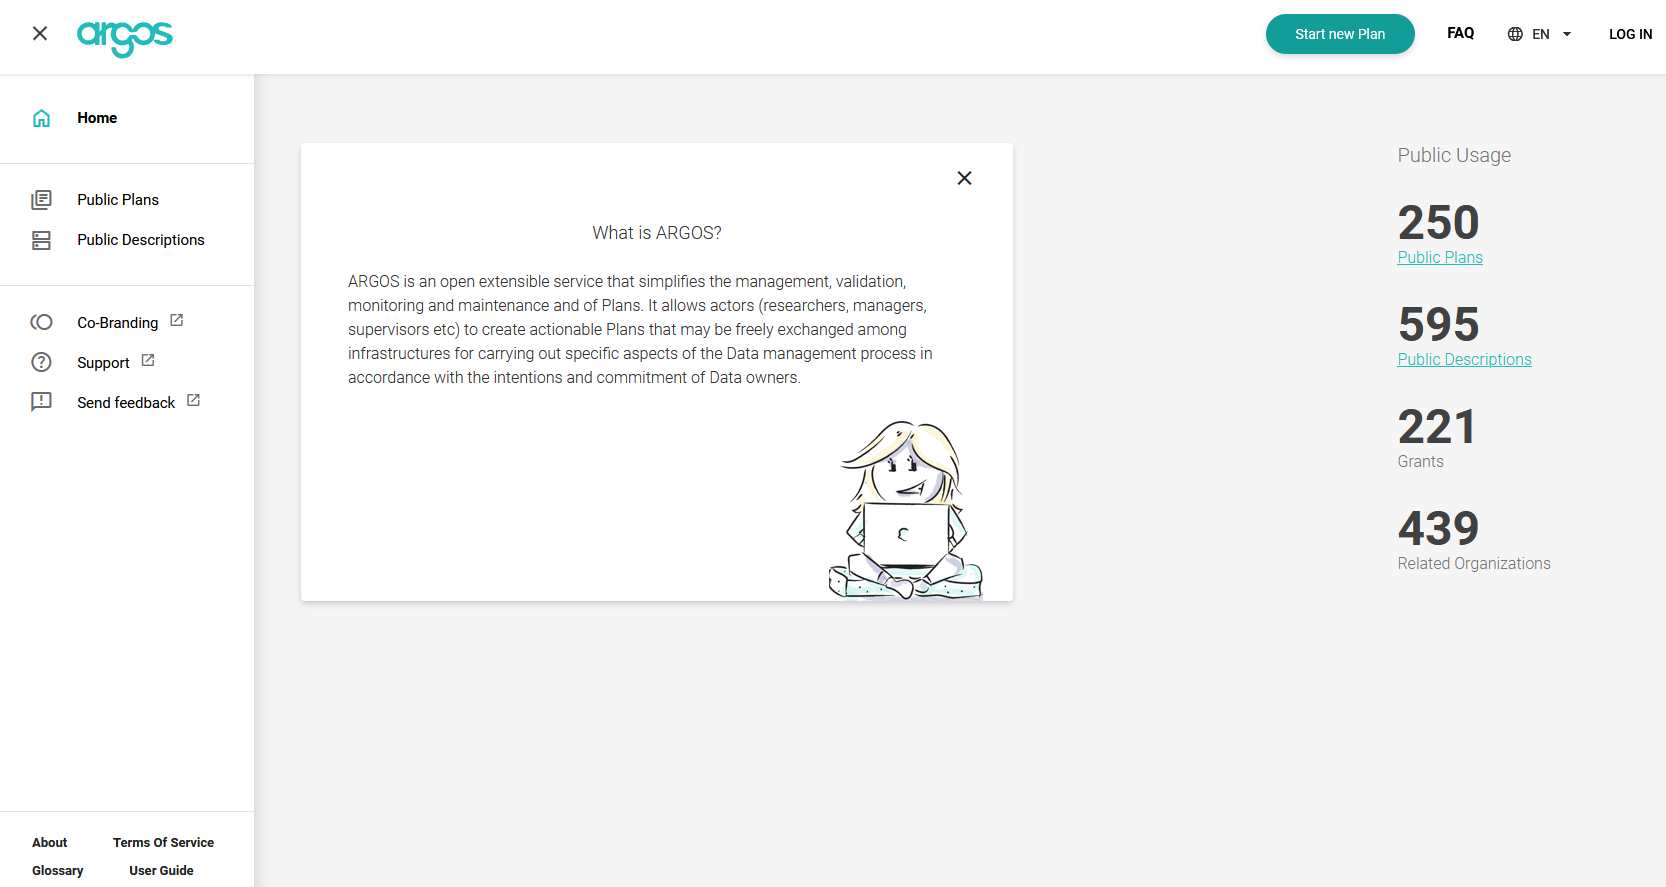 argos
Start new Plan
FAQ
EN
LOG IN
Home
Public Plans
Public Descriptions
Co-Branding
Support
Send feedback
About
Terms Of Service
Glossary
User Guide
What is ARGOS?
ARGOS is an open extensible service that simplifies the management, validation,
monitoring and maintenance and of Plans. It allows actors (researchers, managers,
supervisors etc) to create actionable Plans that may be freely exchanged among
infrastructures for carrying out specific aspects of the Data management process in
accordance with the intentions and commitment of Data owners.
Public Usage
250
Public Plans
595
Public Descriptions
221
Grants
439
Related Organizations